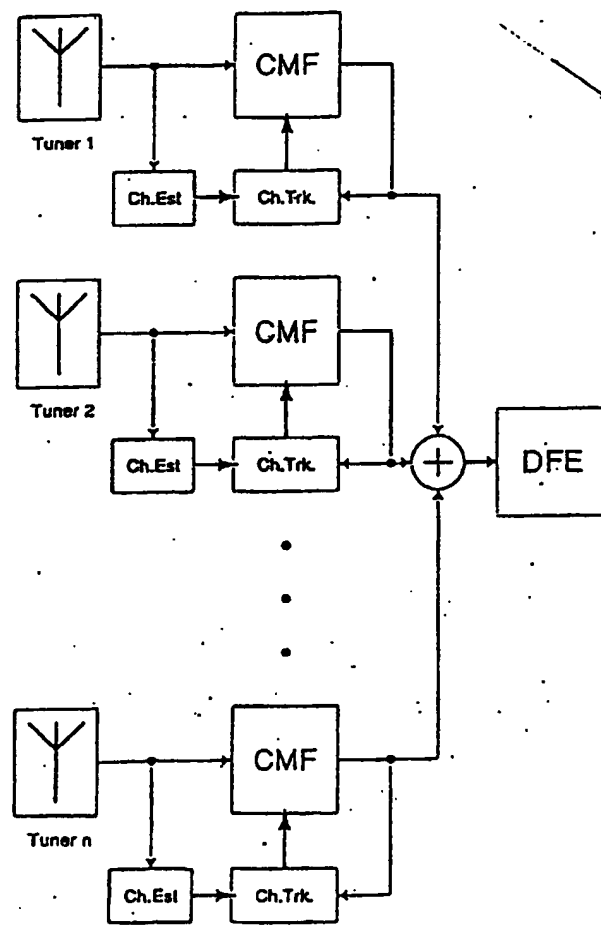 CMF
Tuner 1
Ch.Est
Ch.Trk.
CMF
Tuner 2
Ch.Est
Ch.Trk.
+
DFE
CMF
Tuner n
Ch.Est
Ch.Trk.